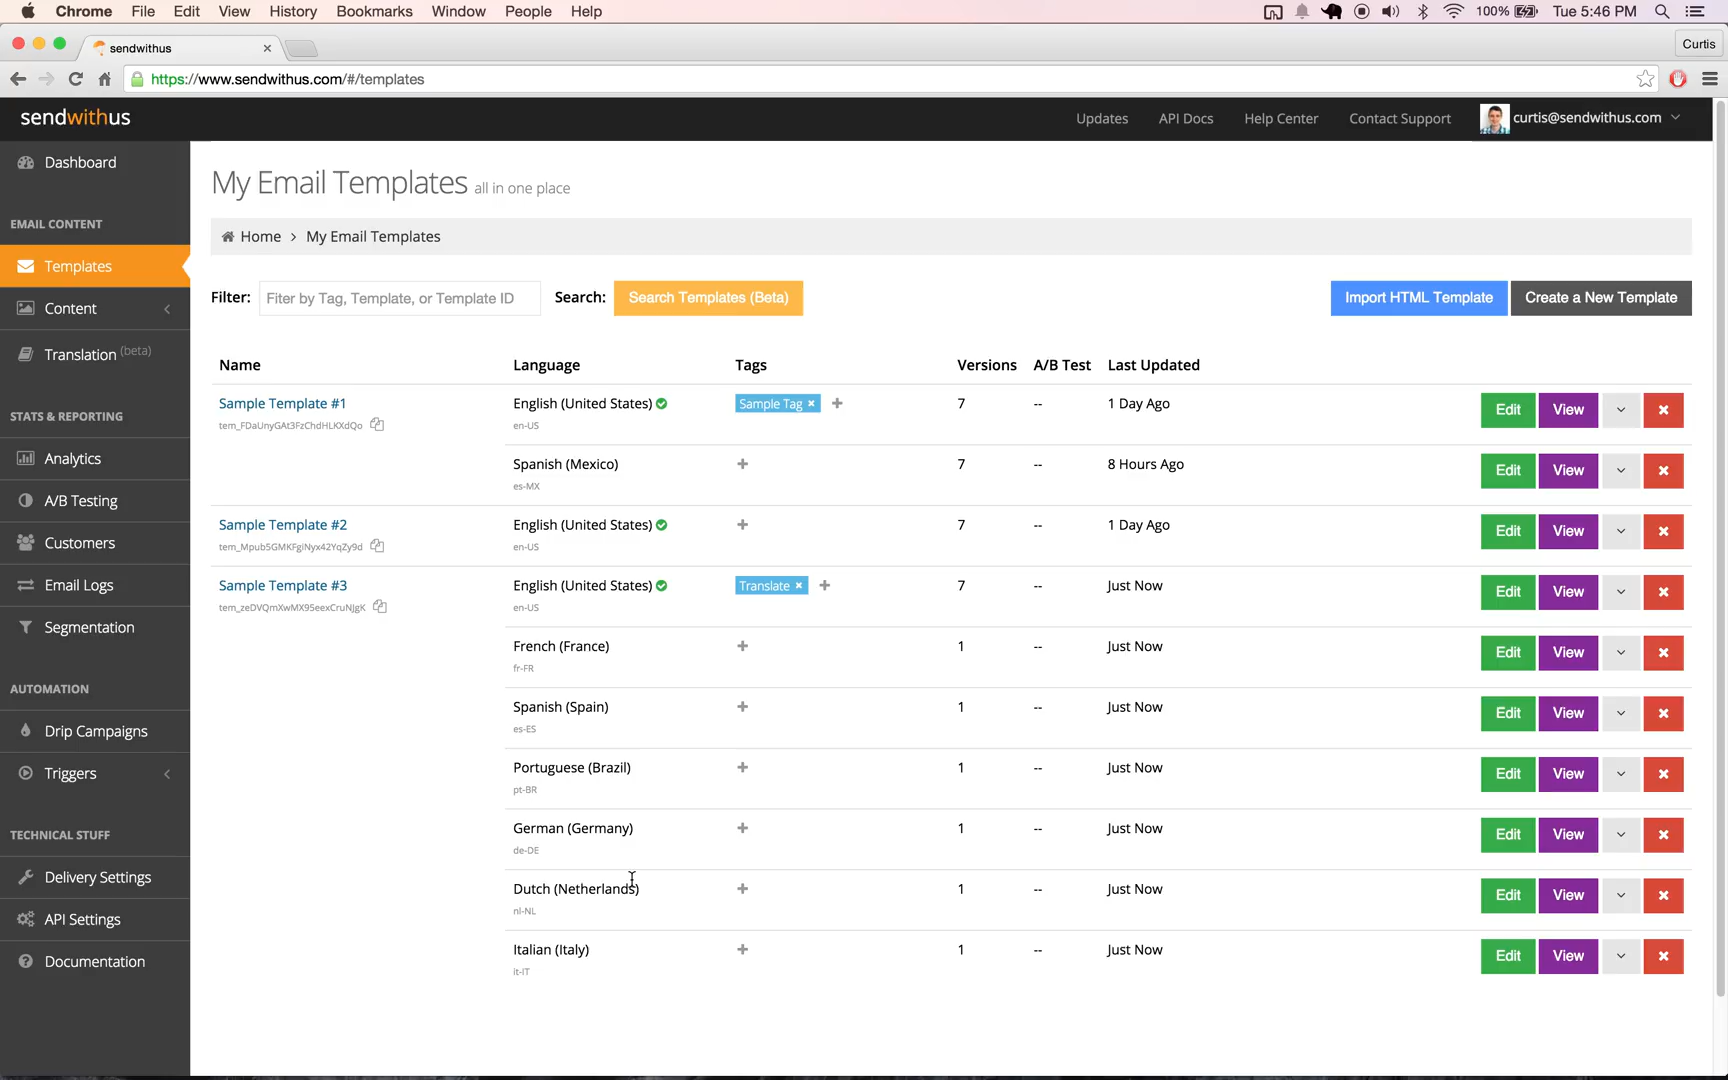 Chrome File Edit View History Bookmarks Window People Help 100% Tue 5:46 PM
sendwithus Curtis
https://www.sendwithus.com/#/templates
sendwithus Updates API Docs Help Center Contact Support curtis@sendwithus.com
Dashboard
EMAIL CONTENT
Templates
Content
Translation (beta)
STATS & REPORTING
Analytics
A/B Testing
Customers
Email Logs
Segmentation
AUTOMATION
Drip Campaigns
Triggers
TECHNICAL STUFF
Delivery Settings
API Settings
Documentation
My Email Templates all in one place
Home > My Email Templates
Filter: Fiter by Tag, Template, or Template ID Search: Search Templates (Beta) Import HTML Template Create a New Template
Name Language Tags Versions A/B Test Last Updated
Sample Template #1 English (United States) Sample Tag × + 7 -- 1 Day Ago Edit View
tem_FDaUnyGAt3FzChdHLKXdQo en-US
Spanish (Mexico) + 7 -- 8 Hours Ago Edit View
es-MX
Sample Template #2 English (United States) + 7 -- 1 Day Ago Edit View
tem_Mpub5GMKFgiNyx42YqZy9d en-US
Sample Template #3 English (United States) Translate × + 7 -- Just Now Edit View
tem_zeDVQmXwMX95eexCruNJgK en-US
French (France) + 1 -- Just Now Edit View
fr-FR
Spanish (Spain) + 1 -- Just Now Edit View
es-ES
Portuguese (Brazil) + 1 -- Just Now Edit View
pt-BR
German (Germany) + 1 -- Just Now Edit View
de-DE
Dutch (Netherlands) + 1 -- Just Now Edit View
nl-NL
Italian (Italy) + 1 -- Just Now Edit View
it-IT